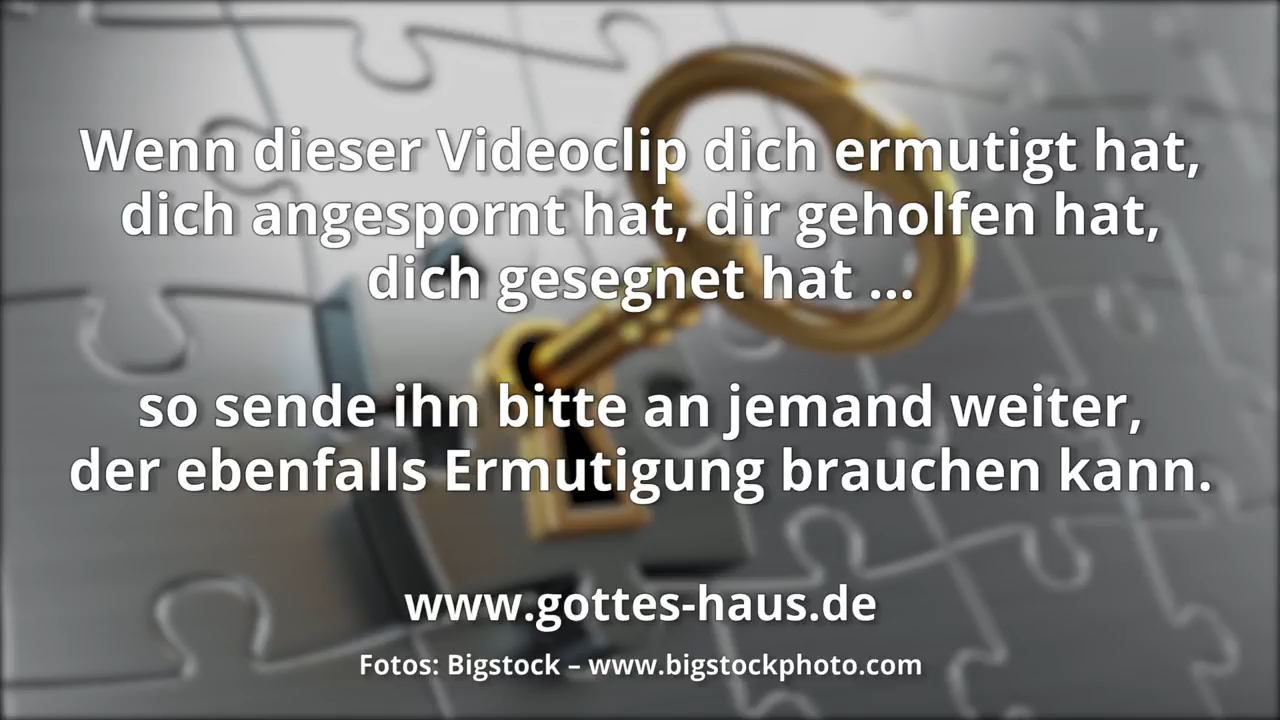 Wenn dieser Videoclip dich ermutigt hat,
dich angespornt hat, dir geholfen hat,
dich gesegnet hat ...
so sende ihn bitte an jemand weiter,
der ebenfalls Ermutigung brauchen kann.
www.gottes-haus.de
Fotos: Bigstock – www.bigstockphoto.com